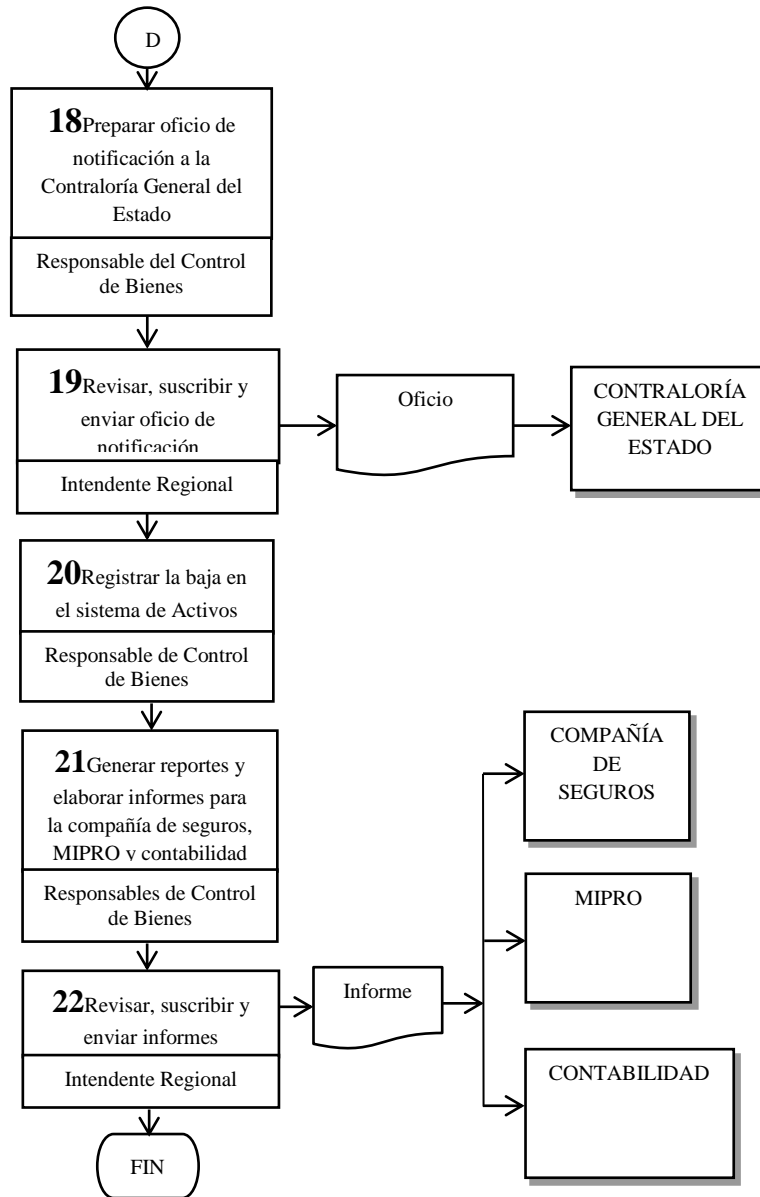 D
18Preparar oficio de
notificación a la
Contraloría General del
Estado
Responsable del Control
de Bienes
19Revisar, suscribir y
enviar oficio de
notificación
Intendente Regional
Oficio
CONTRALORÍA
GENERAL DEL
ESTADO
20Registrar la baja en
el sistema de Activos
Responsable de Control
de Bienes
21Generar reportes y
elaborar informes para
la compañía de seguros,
MIPRO y contabilidad
Responsables de Control
de Bienes
22Revisar, suscribir y
enviar informes
Intendente Regional
Informe
COMPAÑÍA
DE
SEGUROS
MIPRO
CONTABILIDAD
FIN